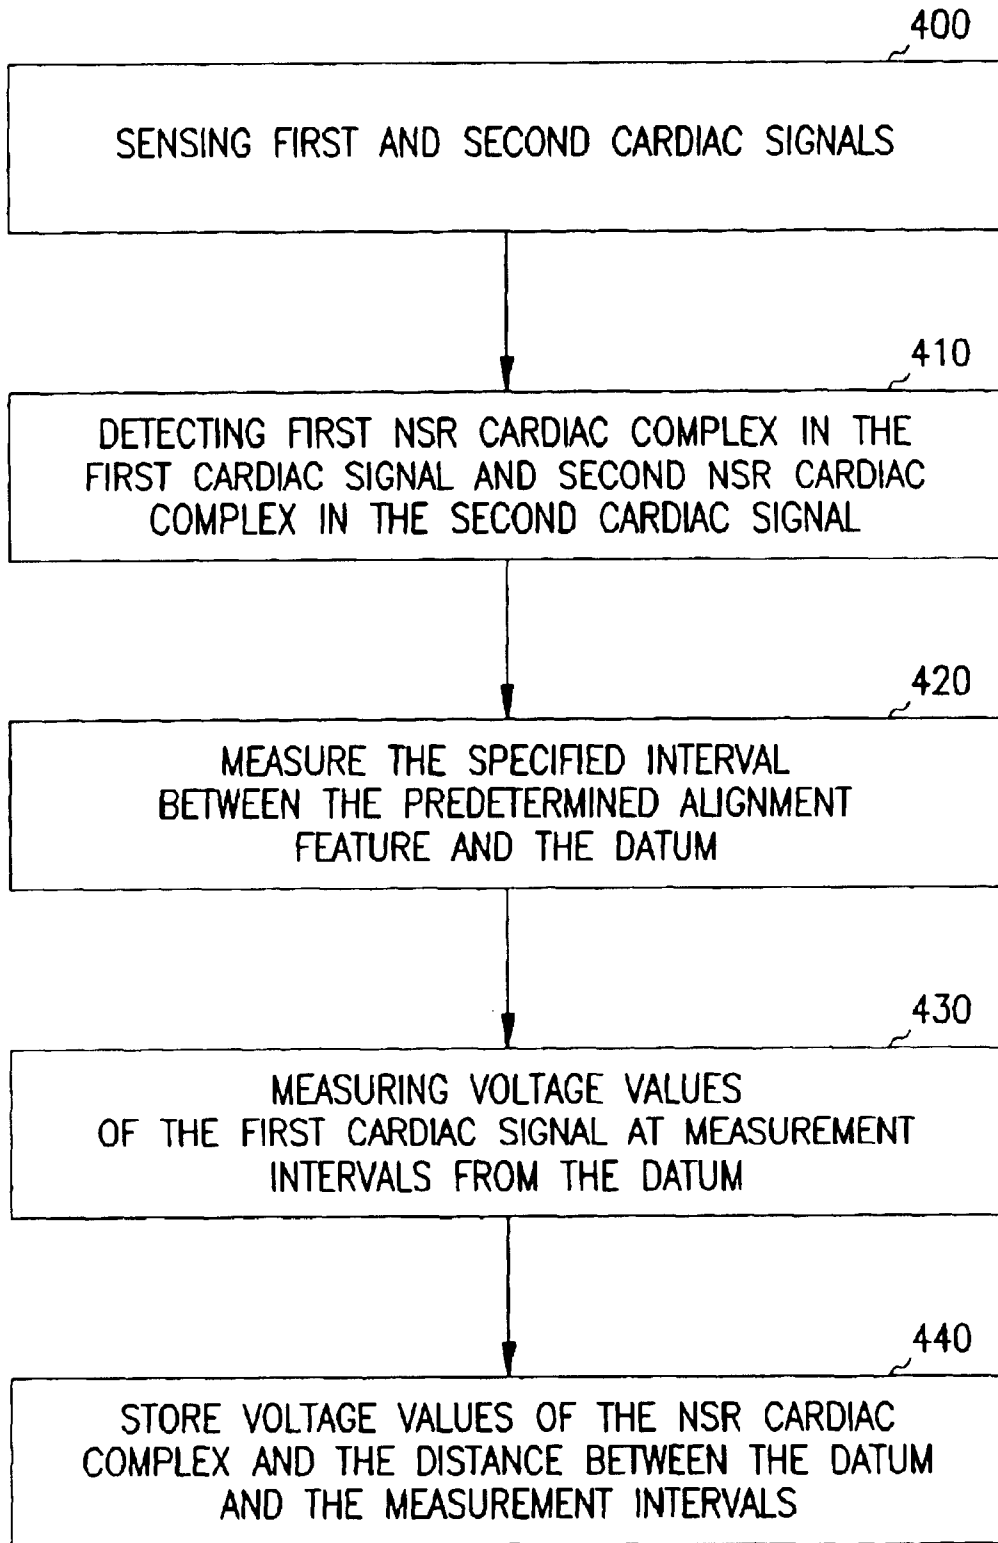 400
SENSING FIRST AND SECOND CARDIAC SIGNALS
410
DETECTING FIRST NSR CARDIAC COMPLEX IN THE
FIRST CARDIAC SIGNAL AND SECOND NSR CARDIAC
COMPLEX IN THE SECOND CARDIAC SIGNAL
420
MEASURE THE SPECIFIED INTERVAL
BETWEEN THE PREDETERMINED ALIGNMENT
FEATURE AND THE DATUM
430
MEASURING VOLTAGE VALUES
OF THE FIRST CARDIAC SIGNAL AT MEASUREMENT
INTERVALS FROM THE DATUM
440
STORE VOLTAGE VALUES OF THE NSR CARDIAC
COMPLEX AND THE DISTANCE BETWEEN THE DATUM
AND THE MEASUREMENT INTERVALS